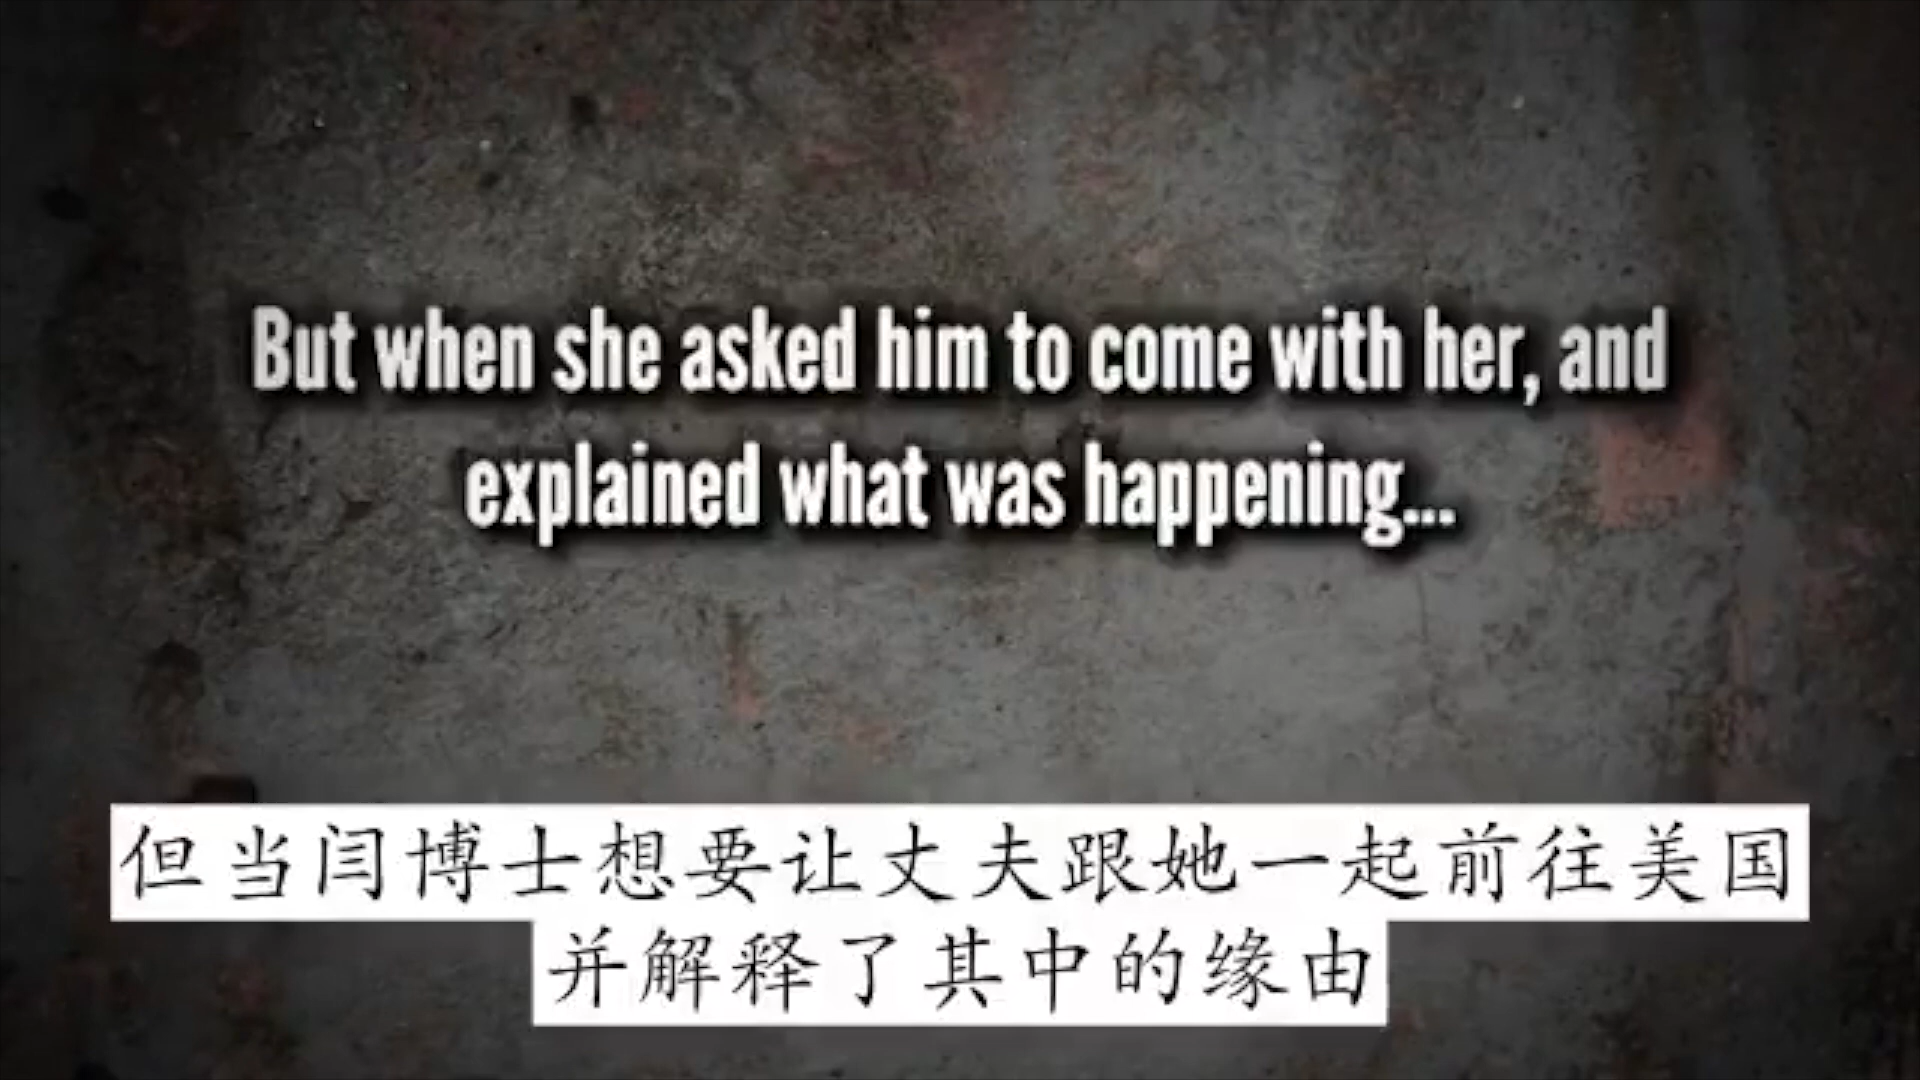 But when she asked him to come with her, and
explained what was happening...
但当闫博士想要让丈夫跟她一起前往美国
并解释了其中的缘由